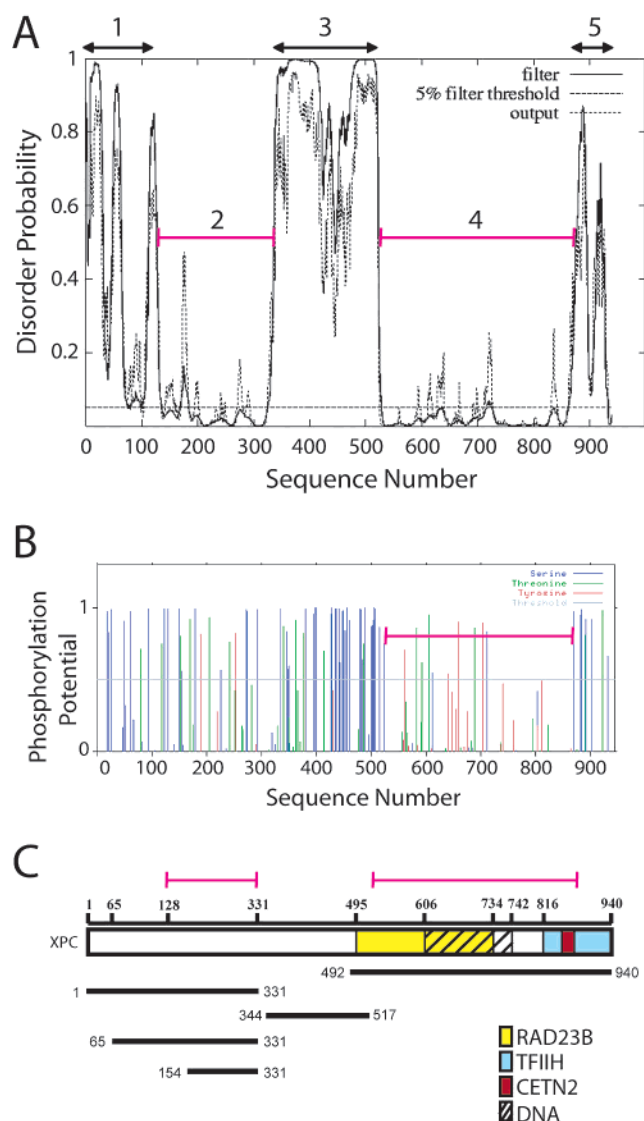 A
1 3 5
1
filter
5% filter threshold
output
0.8
0.6
2 4
0.4
0.2
Disorder Probability
0 100 200 300 400 500 600 700 800 900
Sequence Number
B
Serine
Threonine
Tyrosine
Threshold
1
0
Phosphorylation
Potential
0 100 200 300 400 500 600 700 800 900
Sequence Number
C
1 65 128 331 495 606 734 742 816 940
XPC
492 940
1 331
344 517
65 331
154 331
RAD23B
TFIIH
CETN2
DNA